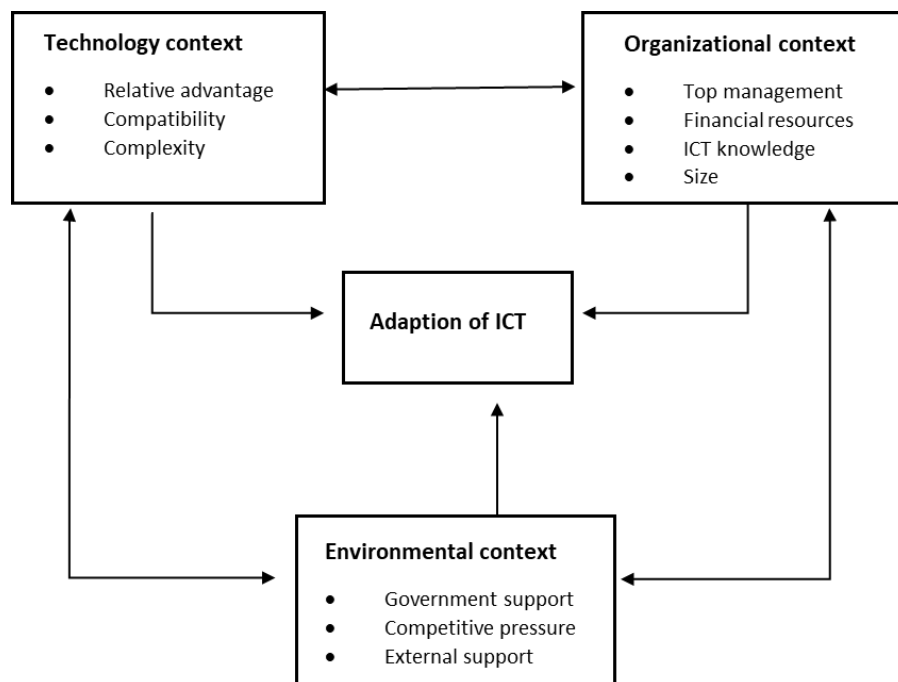 Technology context
• Relative advantage
• Compatibility
• Complexity
Organizational context
• Top management
• Financial resources
• ICT knowledge
• Size
Adaption of ICT
Environmental context
• Government support
• Competitive pressure
• External support